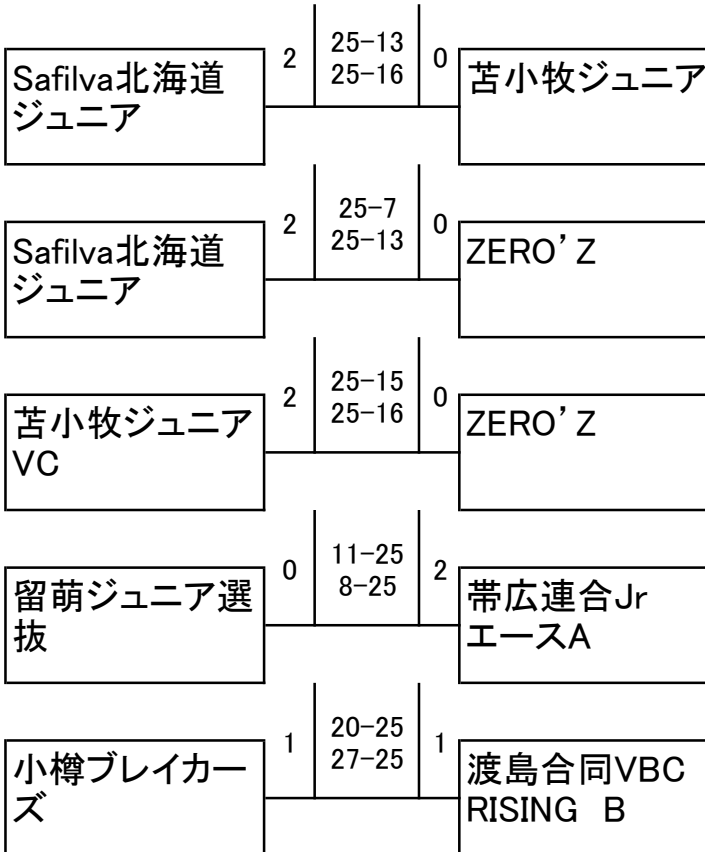 Safilva北海道
ジュニア
2
25-13
25-16
0
苫小牧ジュニア
Safilva北海道
ジュニア
2
25-7
25-13
0
ZERO’Z
苫小牧ジュニア
VC
2
25-15
25-16
0
ZERO’Z
留萌ジュニア選
抜
0
11-25
8-25
2
帯広連合Jr
エースA
小樽ブレイカー
ズ
1
20-25
27-25
1
渡島合同VBC
RISING B